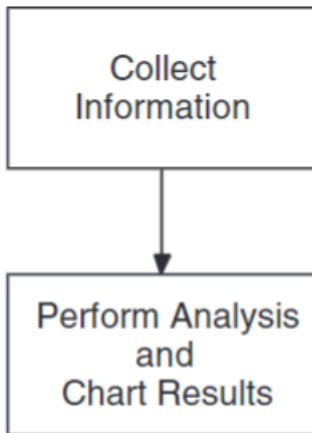 Collect
Information
Perform Analysis
and
Chart Results